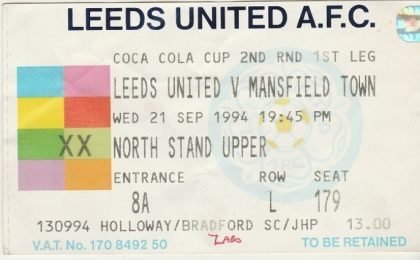 LEEDS UNITED A.F.C.
COCA COLA CUP 2ND RND 1ST LEG
LEEDS UNITED V MANSFIELD TOWN
WED 21 SEP 1994 19:45 PM
XX NORTH STAND UPPER
ENTRANCE ROW SEAT
8A L 179
130994 HOLLOWAY/BRADFORD SC/JHP 13.00
V.A.T. No. 170 8492 50 TO BE RETAINED